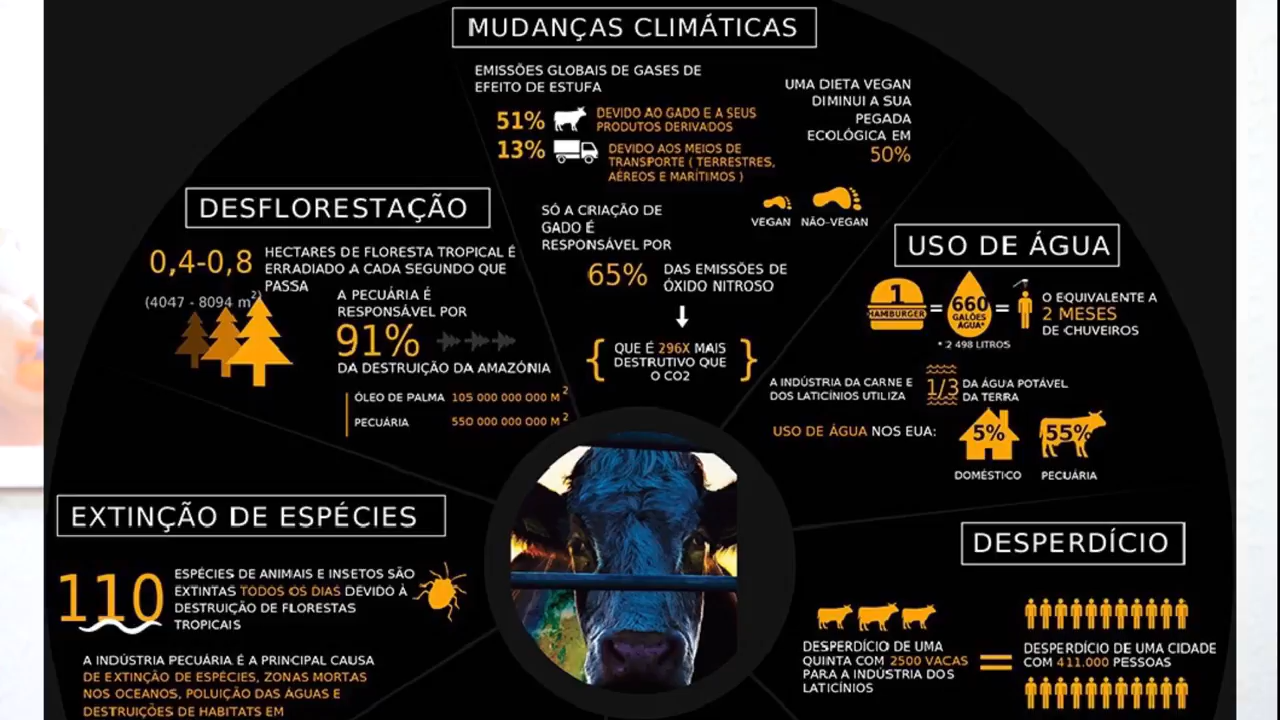 MUDANÇAS CLIMÁTICAS
EMISSÕES GLOBAIS DE GASES DE
EFEITO DE ESTUFA
51%
DEVIDO AO GADO E A SEUS
PRODUTOS DERIVADOS
13%
DEVIDO AOS MEIOS DE
TRANSPORTE ( TERRESTRES,
AÉREOS E MARÍTIMOS )
UMA DIETA VEGAN
DIMINUI A SUA
PEGADA
ECOLÓGICA EM
50%
VEGAN NÃO-VEGAN
SÓ A CRIAÇÃO DE
GADO É
RESPONSÁVEL POR
65%
DAS EMISSÕES DE
ÓXIDO NITROSO
{ QUE É 296X MAIS
DESTRUTIVO QUE
O CO2 }
DESFLORESTAÇÃO
0,4-0,8
(4047 - 8094 m²)
HECTARES DE FLORESTA TROPICAL É
ERRADIADO A CADA SEGUNDO QUE
PASSA
A PECUÁRIA É
RESPONSÁVEL POR
91%
DA DESTRUIÇÃO DA AMAZÓNIA
ÓLEO DE PALMA 105 000 000 000 M²
PECUÁRIA 550 000 000 000 M²
USO DE ÁGUA
1
HAMBURGER
=
660
GALÕES
ÁGUA*
=
O EQUIVALENTE A
2 MESES
DE CHUVEIROS
* 2 498 LITROS
A INDÚSTRIA DA CARNE E
DOS LATICÍNIOS UTILIZA
1/3
DA ÁGUA POTÁVEL
DA TERRA
USO DE ÁGUA NOS EUA:
5%
55%
DOMÉSTICO PECUÁRIA
EXTINÇÃO DE ESPÉCIES
110
ESPÉCIES DE ANIMAIS E INSETOS SÃO
EXTINTAS TODOS OS DIAS DEVIDO À
DESTRUIÇÃO DE FLORESTAS
TROPICAIS
A INDÚSTRIA PECUÁRIA É A PRINCIPAL CAUSA
DE EXTINÇÃO DE ESPÉCIES, ZONAS MORTAS
NOS OCEANOS, POLUIÇÃO DAS ÁGUAS E
DESTRUIÇÕES DE HABITATS EM
DESPERDÍCIO
DESPERDÍCIO DE UMA
QUINTA COM 2500 VACAS
PARA A INDÚSTRIA DOS
LATICÍNIOS
=
DESPERDÍCIO DE UMA CIDADE
COM 411.000 PESSOAS